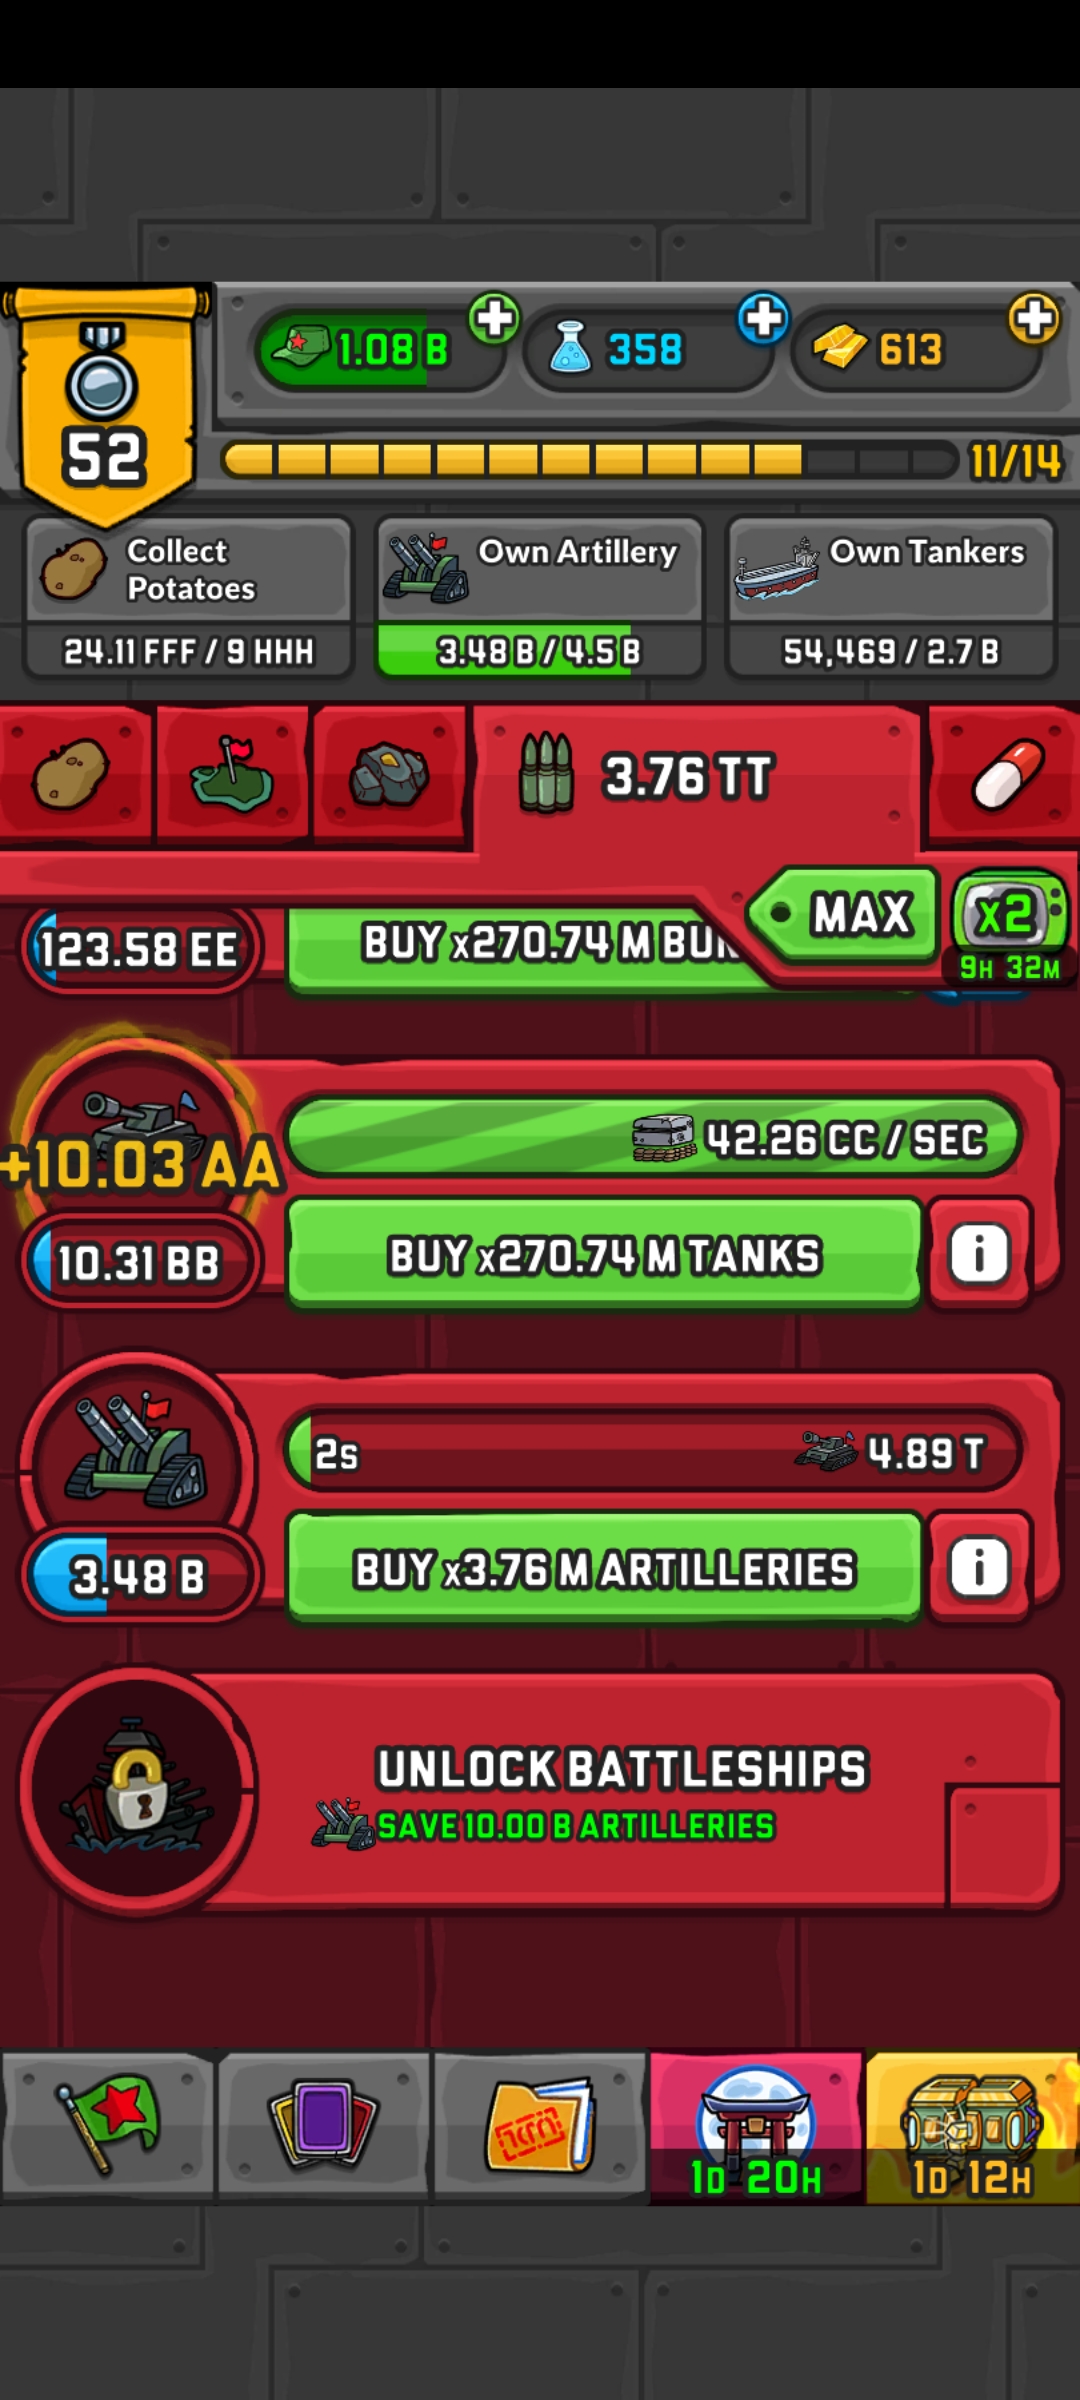 1.08 B
358
613
52
11/14
Collect
Potatoes
24.11 FFF / 9 HHH
Own Artillery
3.48 B / 4.5 B
Own Tankers
54,469 / 2.7 B
3.76 TT
MAX
x2
9H 32M
123.58 EE
BUY x270.74 M
+10.03 AA
42.26 CC / SEC
10.31 BB
BUY x270.74 M TANKS
i
2s
4.89 T
3.48 B
BUY x3.76 M ARTILLERIES
i
UNLOCK BATTLESHIPS
SAVE 10.00 B ARTILLERIES
1D 20H
1D 12H